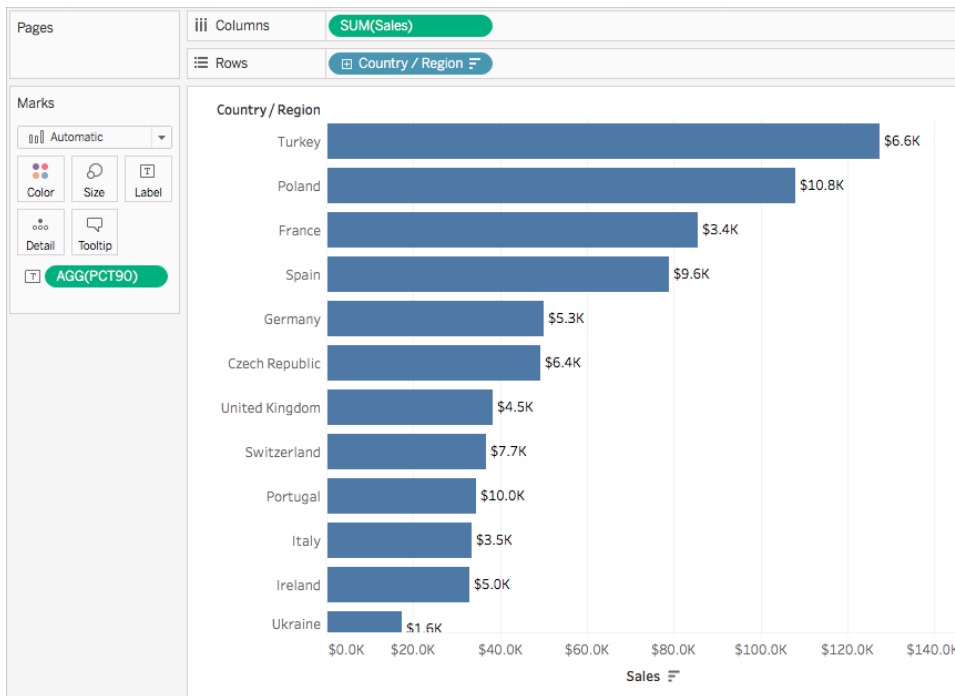 Pages
Columns
SUM(Sales)
Rows
Country / Region
Marks
Automatic
Color
Size
T
Label
Detail
Tooltip
T
AGG(PCT90)
Country / Region
Turkey
$6.6K
Poland
$10.8K
France
$3.4K
Spain
$9.6K
Germany
$5.3K
Czech Republic
$6.4K
United Kingdom
$4.5K
Switzerland
$7.7K
Portugal
$10.0K
Italy
$3.5K
Ireland
$5.0K
Ukraine
$1.6K
$0.0K $20.0K $40.0K $60.0K $80.0K $100.0K $120.0K $140.0K
Sales